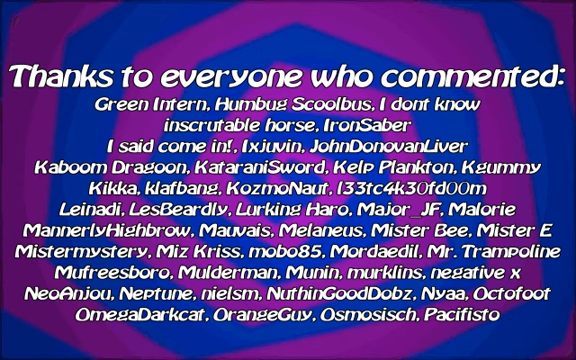 Thanks to everyone who commented:
Green Intern, Humbug Scoolbus, I dont know
inscrutable horse, IronSaber
I said come in!, Ixjuvin, JohnDonovanLiver
Kaboom Dragoon, KataraniSword, Kelp Plankton, Kgummy
Kikka, klafbang, KozmoNaut, l33tc4k30fd00m
Leinadi, LesBeardly, Lurking Haro, Major_JF, Malorie
MannerlyHighbrow, Mauvais, Melaneus, Mister Bee, Mister E
Mistermystery, Miz Kriss, mobo85, Mordaedil, Mr. Trampoline
Mufreesboro, Mulderman, Munin, murklins, negative x
NeoAnjou, Neptune, nielsm, NuthinGoodDobz, Nyaa, Octofoot
OmegaDarkcat, OrangeGuy, Osmosisch, Pacifisto